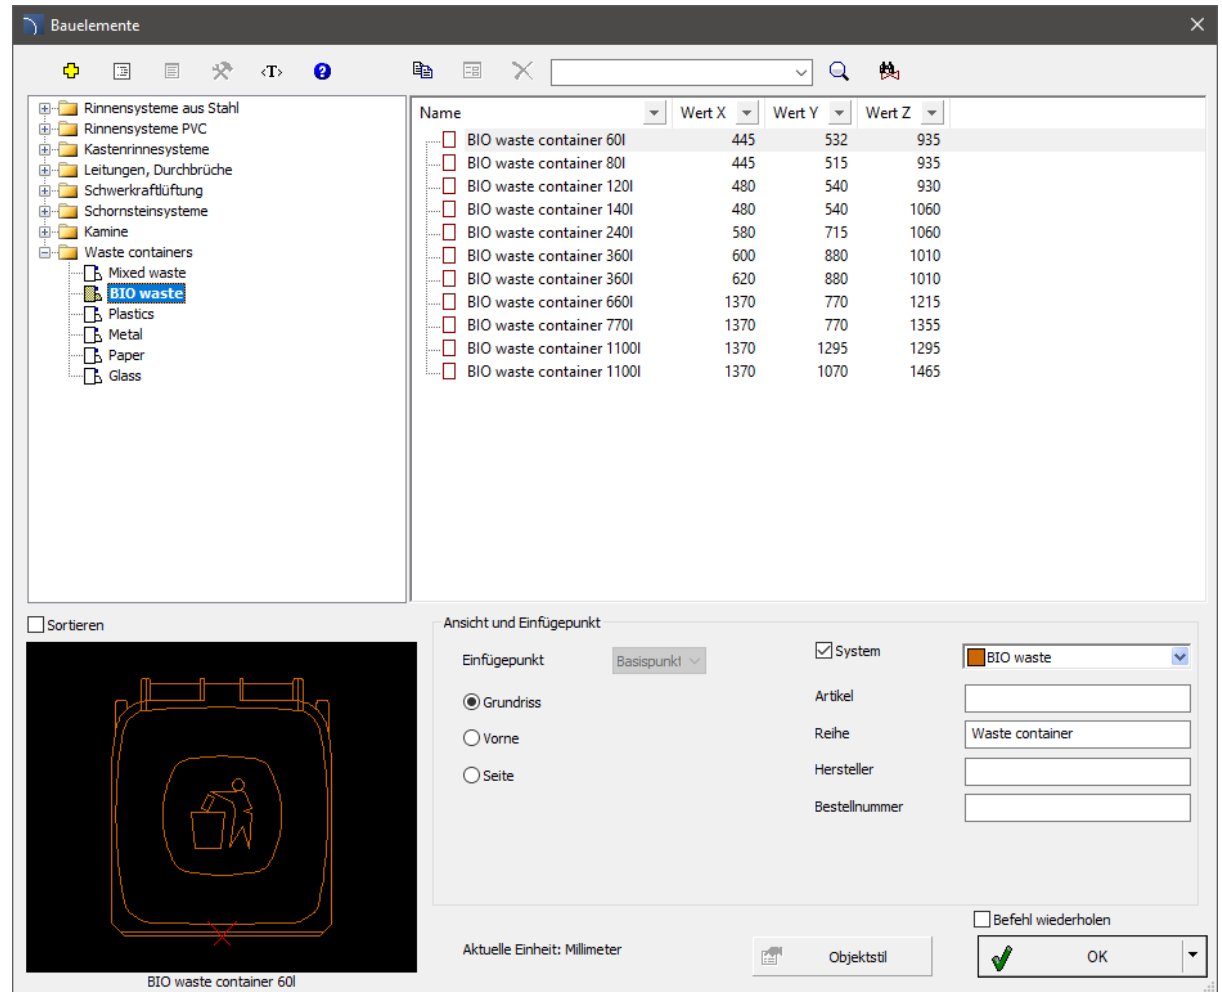 Bauelemente
<T>
Rinnensysteme aus Stahl
Rinnensysteme PVC
Kastenrinnesysteme
Leitungen, Durchbrüche
Schwerkraftlüftung
Schornsteinsysteme
Kamine
Waste containers
Mixed waste
BIO waste
Plastics
Metal
Paper
Glass
Name Wert X Wert Y Wert Z
BIO waste container 60l 445 532 935
BIO waste container 80l 445 515 935
BIO waste container 120l 480 540 930
BIO waste container 140l 480 540 1060
BIO waste container 240l 580 715 1060
BIO waste container 360l 600 880 1010
BIO waste container 360l 620 880 1010
BIO waste container 660l 1370 770 1215
BIO waste container 770l 1370 770 1355
BIO waste container 1100l 1370 1295 1295
BIO waste container 1100l 1370 1070 1465
Sortieren
BIO waste container 60l
Ansicht und Einfügepunkt
Einfügepunkt Basispunkt
Grundriss
Vorne
Seite
System BIO waste
Artikel
Reihe Waste container
Hersteller
Bestellnummer
Befehl wiederholen
Aktuelle Einheit: Millimeter
Objektstil
OK